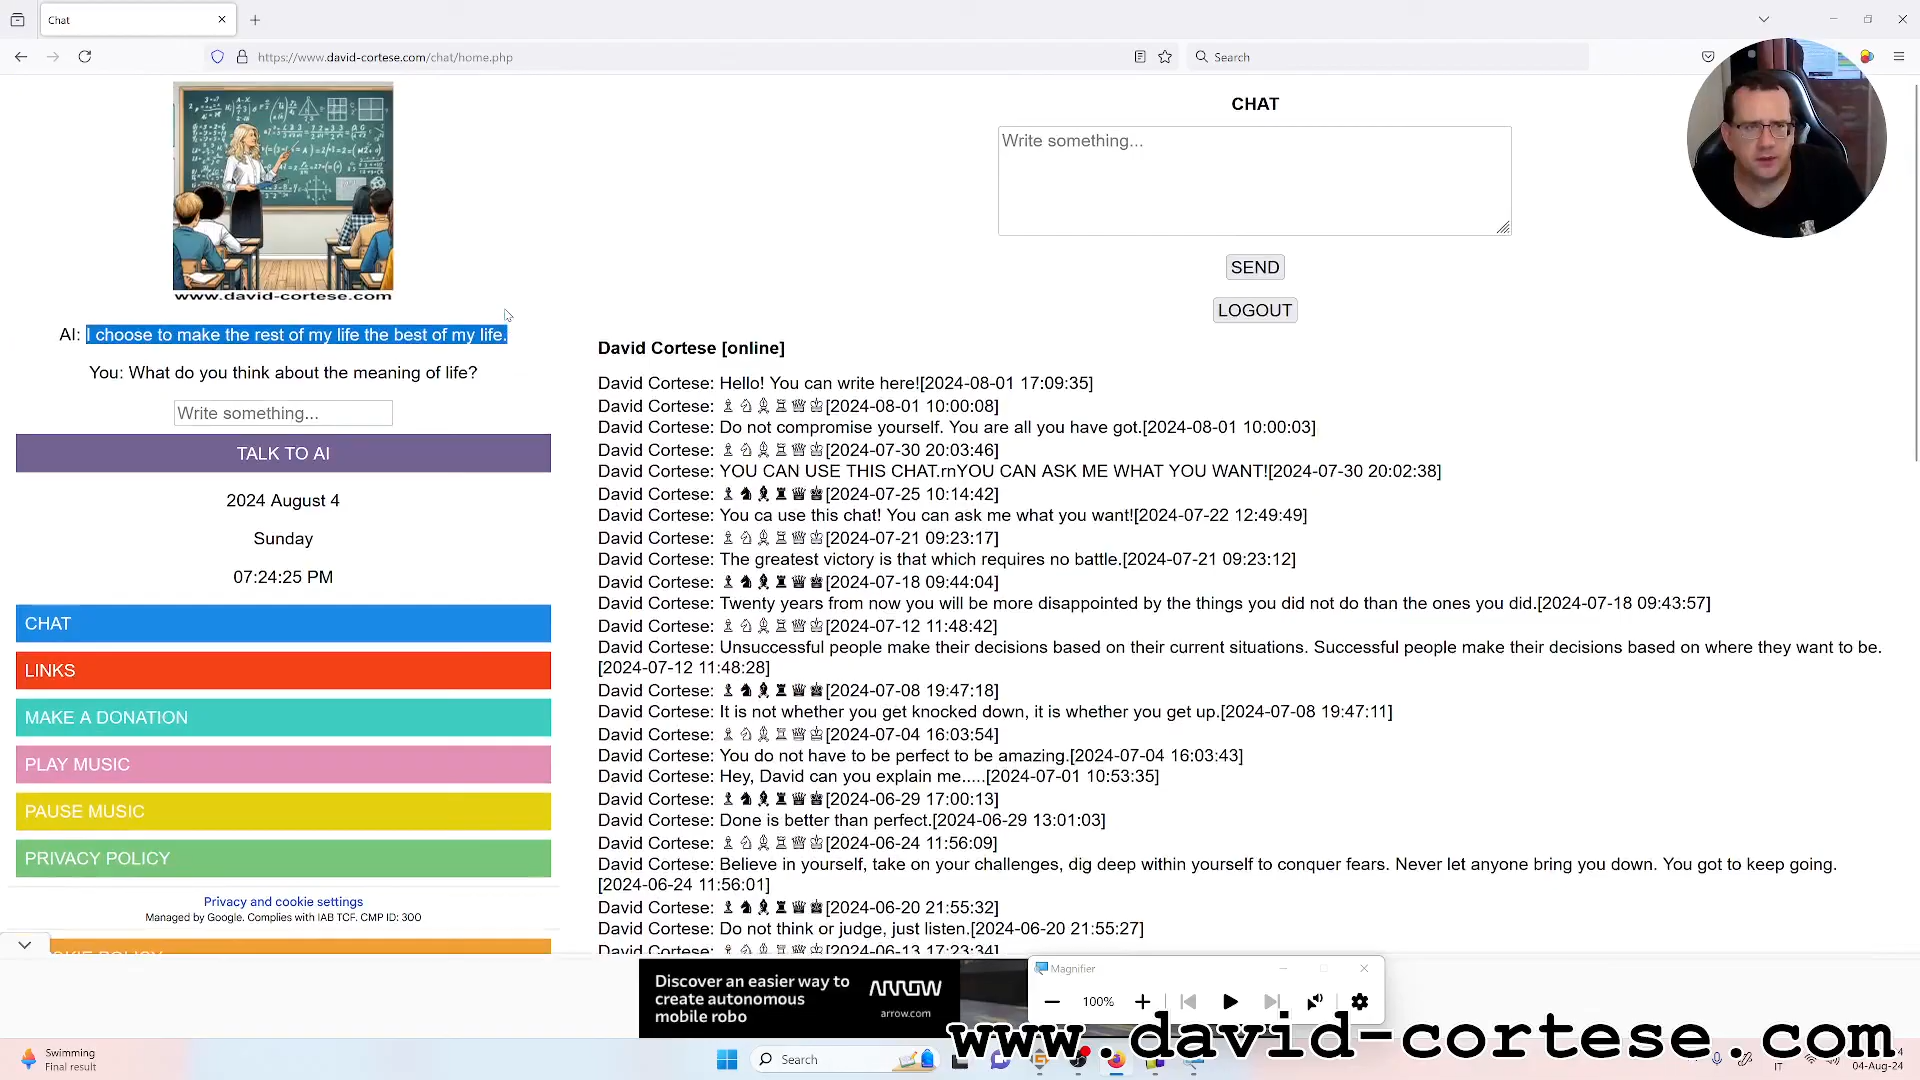 Chat
https://www.david-cortese.com/chat/home.php
Search
www.david-cortese.com
AI: I choose to make the rest of my life the best of my life.
You: What do you think about the meaning of life?
Write something...
TALK TO AI
2024 August 4
Sunday
07:24:25 PM
CHAT
LINKS
MAKE A DONATION
PLAY MUSIC
PAUSE MUSIC
PRIVACY POLICY
Privacy and cookie settings
Managed by Google. Complies with IAB TCF. CMP ID: 300
CHAT
Write something...
SEND
LOGOUT
David Cortese [online]
David Cortese: Hello! You can write here![2024-08-01 17:09:35]
David Cortese: ♗♘♗♖♕♔[2024-08-01 10:00:08]
David Cortese: Do not compromise yourself. You are all you have got.[2024-08-01 10:00:03]
David Cortese: ♗♘♗♖♕♔[2024-07-30 20:03:46]
David Cortese: YOU CAN USE THIS CHAT.rnYOU CAN ASK ME WHAT YOU WANT![2024-07-30 20:02:38]
David Cortese: ♝♞♝♜♛♚[2024-07-25 10:14:42]
David Cortese: You ca use this chat! You can ask me what you want![2024-07-22 12:49:49]
David Cortese: ♗♘♗♖♕♔[2024-07-21 09:23:17]
David Cortese: The greatest victory is that which requires no battle.[2024-07-21 09:23:12]
David Cortese: ♝♞♝♜♛♚[2024-07-18 09:44:04]
David Cortese: Twenty years from now you will be more disappointed by the things you did not do than the ones you did.[2024-07-18 09:43:57]
David Cortese: ♗♘♗♖♕♔[2024-07-12 11:48:42]
David Cortese: Unsuccessful people make their decisions based on their current situations. Successful people make their decisions based on where they want to be.
[2024-07-12 11:48:28]
David Cortese: ♝♞♝♜♛♚[2024-07-08 19:47:18]
David Cortese: It is not whether you get knocked down, it is whether you get up.[2024-07-08 19:47:11]
David Cortese: ♗♘♗♖♕♔[2024-07-04 16:03:54]
David Cortese: You do not have to be perfect to be amazing.[2024-07-04 16:03:43]
David Cortese: Hey, David can you explain me.....[2024-07-01 10:53:35]
David Cortese: ♝♞♝♜♛♚[2024-06-29 17:00:13]
David Cortese: Done is better than perfect.[2024-06-29 13:01:03]
David Cortese: ♗♘♗♖♕♔[2024-06-24 11:56:09]
David Cortese: Believe in yourself, take on your challenges, dig deep within yourself to conquer fears. Never let anyone bring you down. You got to keep going.
[2024-06-24 11:56:01]
David Cortese: ♝♞♝♜♛♚[2024-06-20 21:55:32]
David Cortese: Do not think or judge, just listen.[2024-06-20 21:55:27]
David Cortese: ♗♘♗♖♕♔[2024-06-13 17:23:34]
Discover an easier way to
create autonomous
mobile robo
ARROW
arrow.com
Magnifier
100%
www.david-cortese.com
Swimming
Final result
Search
IT
04-Aug-24